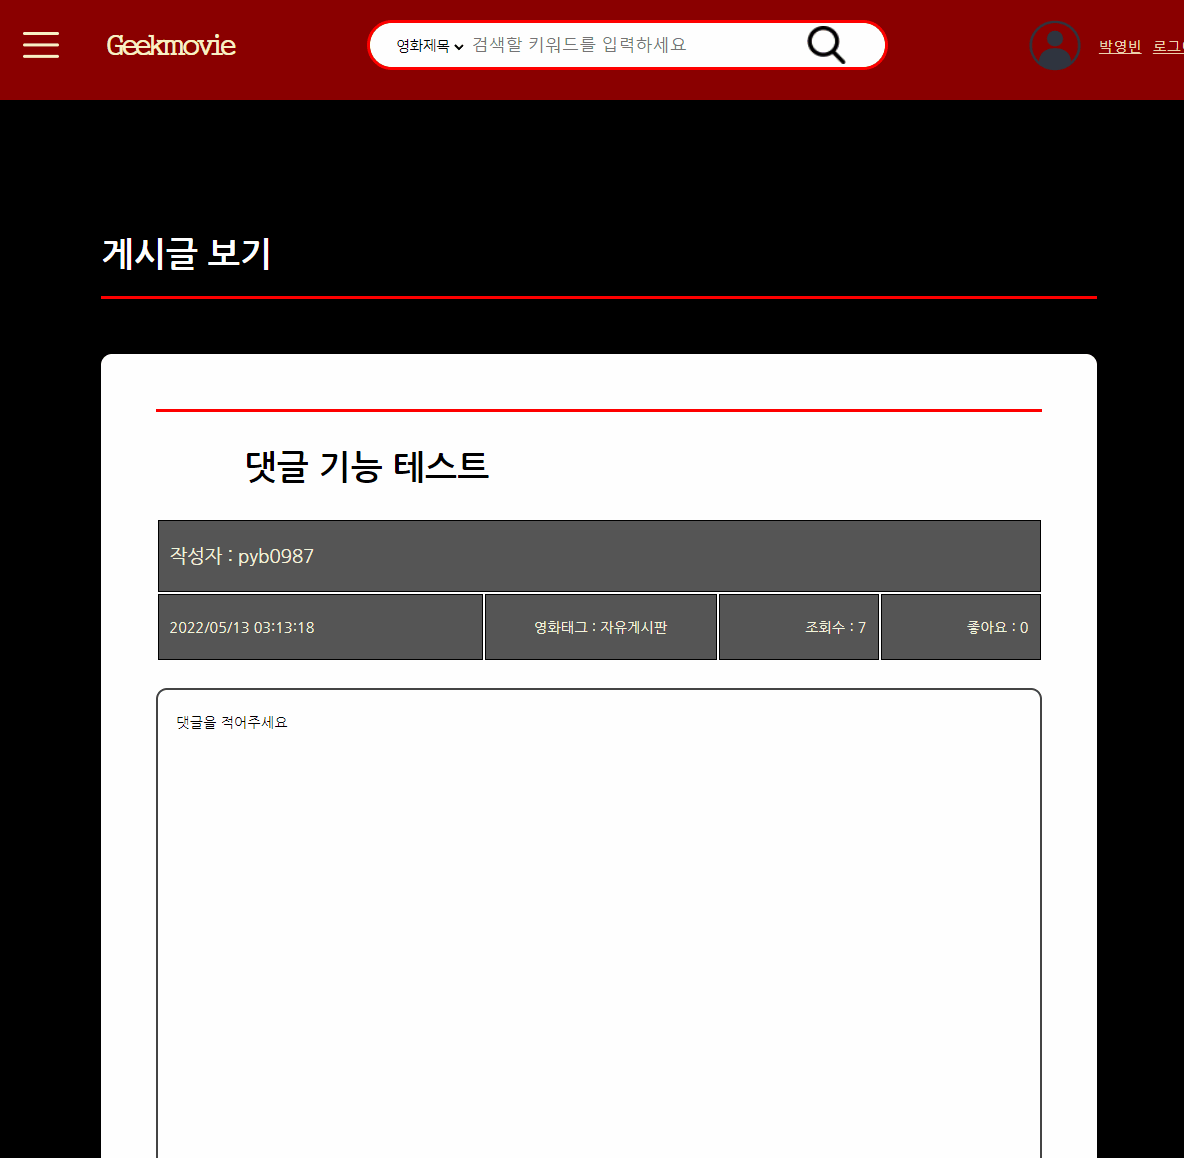 Geekmovie
영화제목 검색할 키워드를 입력하세요
박영빈 로그
게시글 보기
댓글 기능 테스트
작성자 : pyb0987
2022/05/13 03:13:18 영화태그 : 자유게시판 조회수 : 7 좋아요 : 0
댓글을 적어주세요